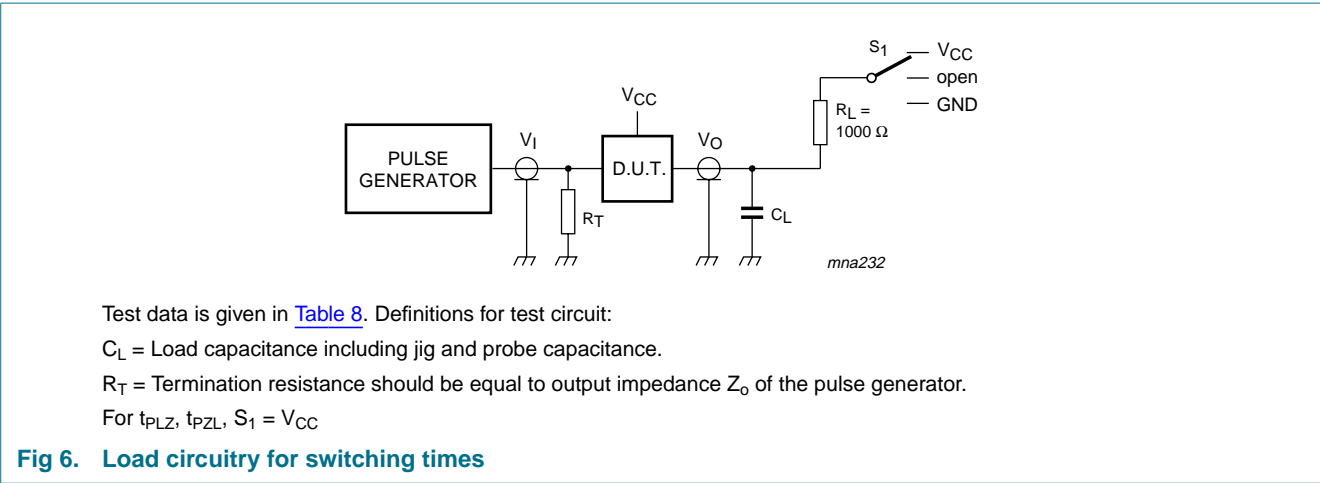 S1
VCC
open
GND
RL =
1000 Ω
VCC
VI
VO
PULSE
GENERATOR
D.U.T.
RT
CL
mna232
Test data is given in Table 8. Definitions for test circuit:
CL = Load capacitance including jig and probe capacitance.
RT = Termination resistance should be equal to output impedance Zo of the pulse generator.
For tPLZ, tPZL, S1 = VCC
Fig 6. Load circuitry for switching times